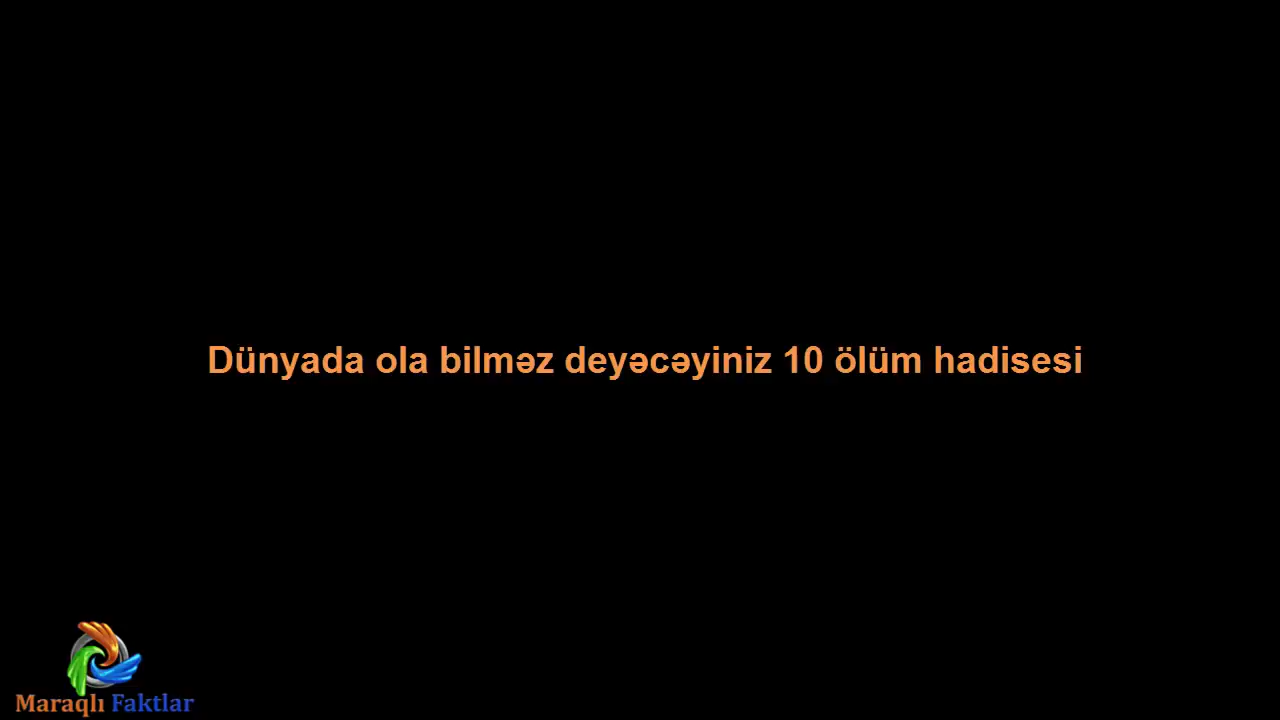 Dünyada ola bilməz deyəcəyiniz 10 ölüm hadisesi
Maraqlı Faktlar